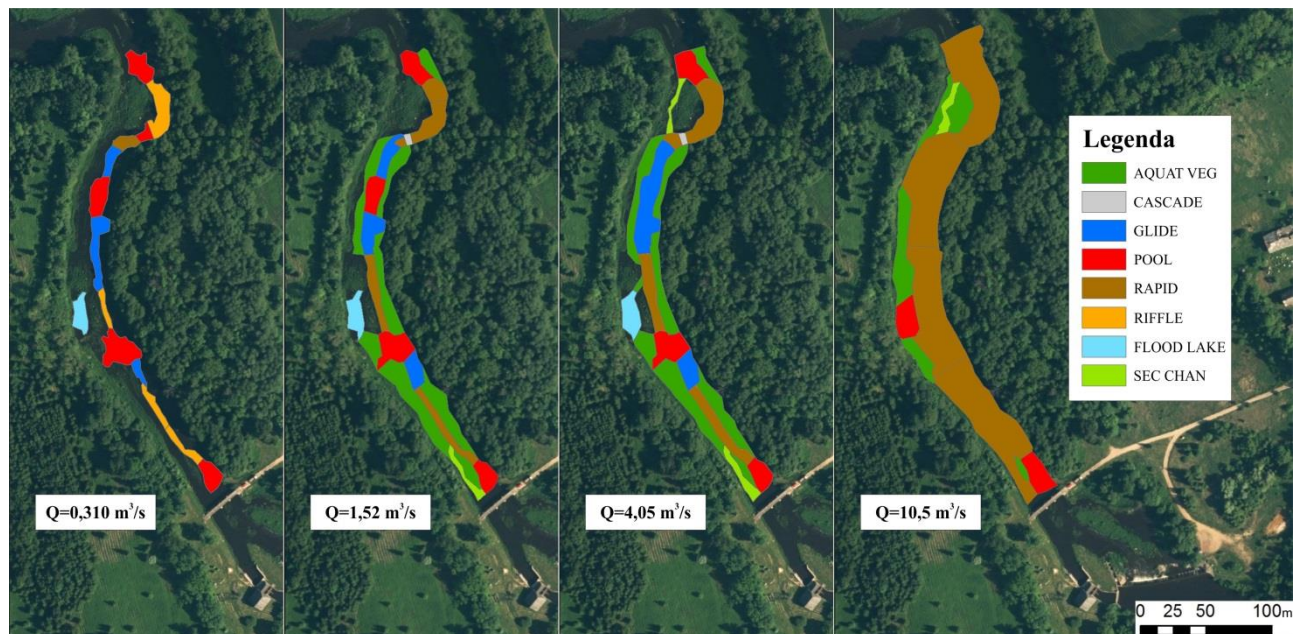 Legenda
AQUAT VEG
CASCADE
GLIDE
POOL
RAPID
RIFFLE
FLOOD LAKE
SEC CHAN
Q=0,310 m³/s
Q=1,52 m³/s
Q=4,05 m³/s
Q=10,5 m³/s
0 25 50 100m